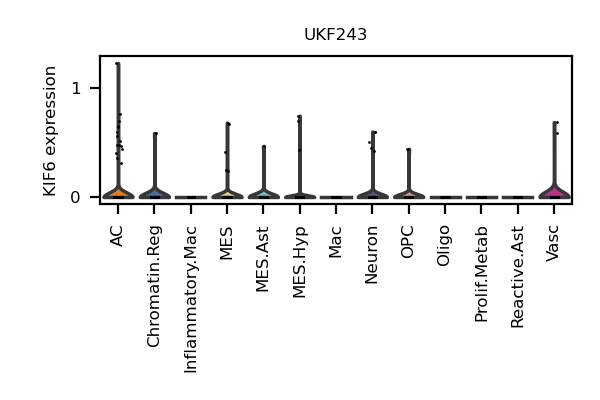 UKF243
KIF6 expression
1
0
AC
Chromatin.Reg
Inflammatory.Mac
MES
MES.Ast
MES.Hyp
Mac
Neuron
OPC
Oligo
Prolif.Metab
Reactive.Ast
Vasc